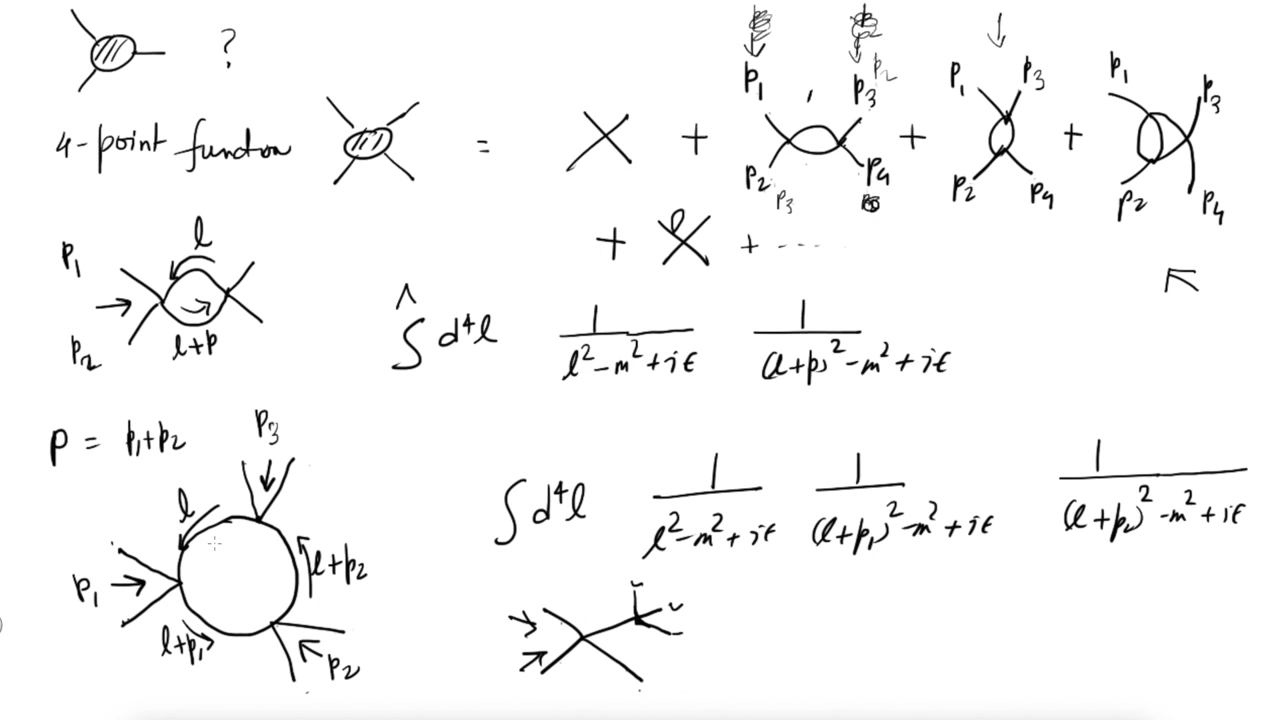 ?
4-point function = + + +
p₁ p₃ p₂ p₄
p₂ p₃
p₁ p₃ p₂ p₄
p₁ p₃ p₂ p₄
+ + ....
p₁ p₂ l l+p
Λ
∫ d⁴l 1/(l²-m²+iϵ) 1/((l+p)²-m²+iϵ)
p = p₁+p₂
p₃
l
p₁ l+p₂
l+p₁ p₂
∫ d⁴l 1/(l²-m²+iϵ) 1/((l+p₁)²-m²+iϵ) 1/((l+p₂)²-m²+iϵ)